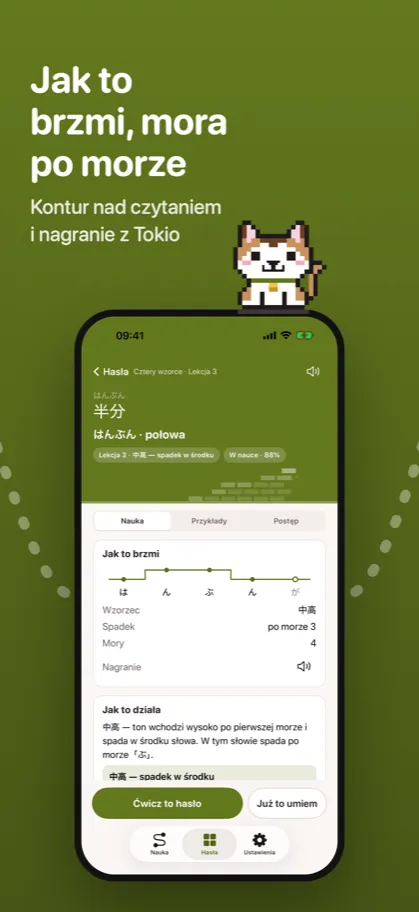 Jak to
brzmi, mora
po morze
Kontur nad czytaniem
i nagranie z Tokio
09:41
Hasła Cztery wzorce · Lekcja 3
はんぶん
半分
はんぶん · połowa
Lekcja 3 · 中高 — spadek w środku W nauce · 88%
Nauka Przykłady Postęp
Jak to brzmi
は ん ぶ ん が
Wzorzec 中高
Spadek po morze 3
Mory 4
Nagranie
Jak to działa
中高 — ton wchodzi wysoko po pierwszej morze i
spada w środku słowa. W tym słowie spada po
morze「ぶ」.
中高 — spadek w środku
Ćwicz to hasło Już to umiem
Nauka Hasła Ustawienia